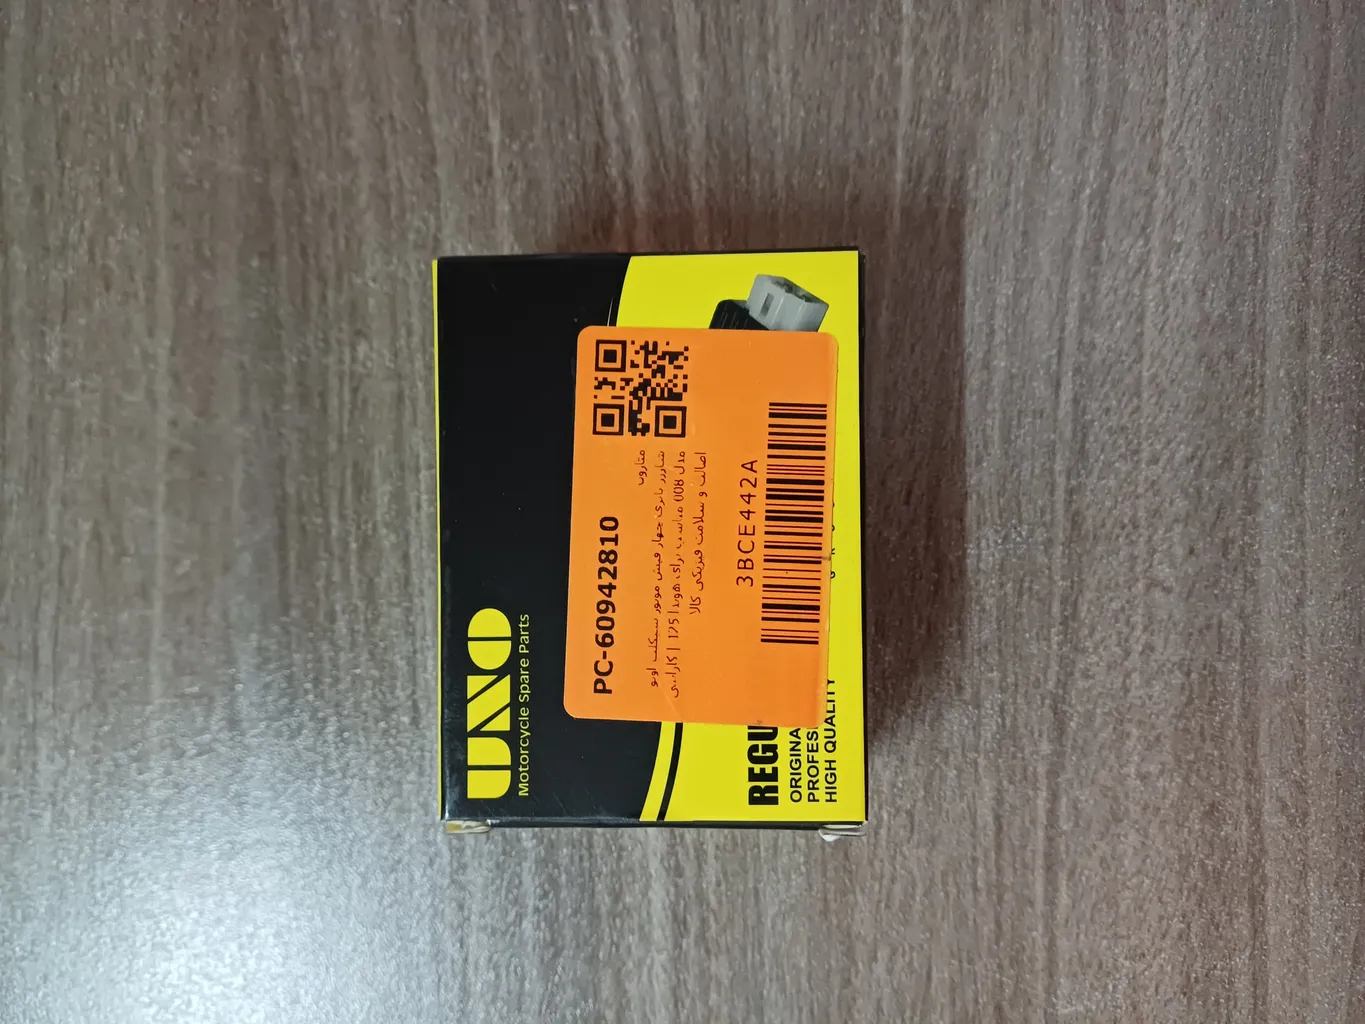 UNO
Motorcycle Spare Parts
PC-60942810
متاروپ
شارژر باتری چهار فیش موتور سیکلت اونو
مدل 008 مناسب برای هوندا 125 | گارانتی
اصالت و سلامت فیزیکی کالا
3BCE442A
REGU
ORIGINA
PROFES
HIGH QUALITY